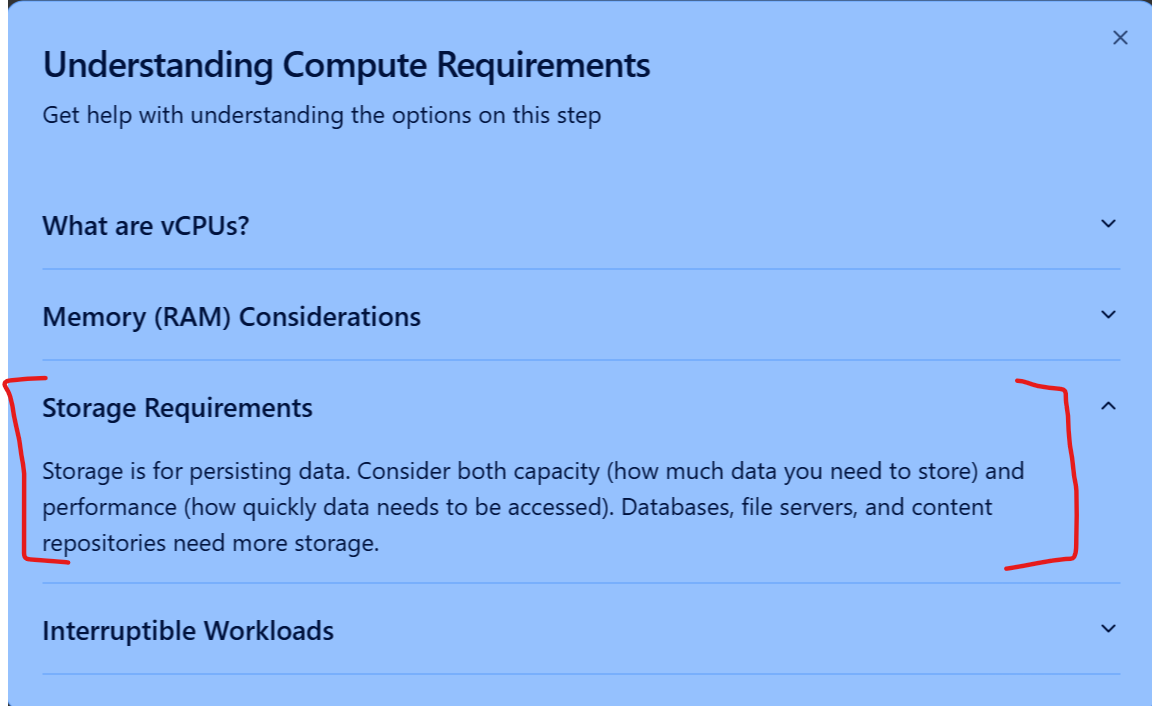 Understanding Compute Requirements
Get help with understanding the options on this step
What are vCPUs?
Memory (RAM) Considerations
Storage Requirements
Storage is for persisting data. Consider both capacity (how much data you need to store) and
performance (how quickly data needs to be accessed). Databases, file servers, and content
repositories need more storage.
Interruptible Workloads